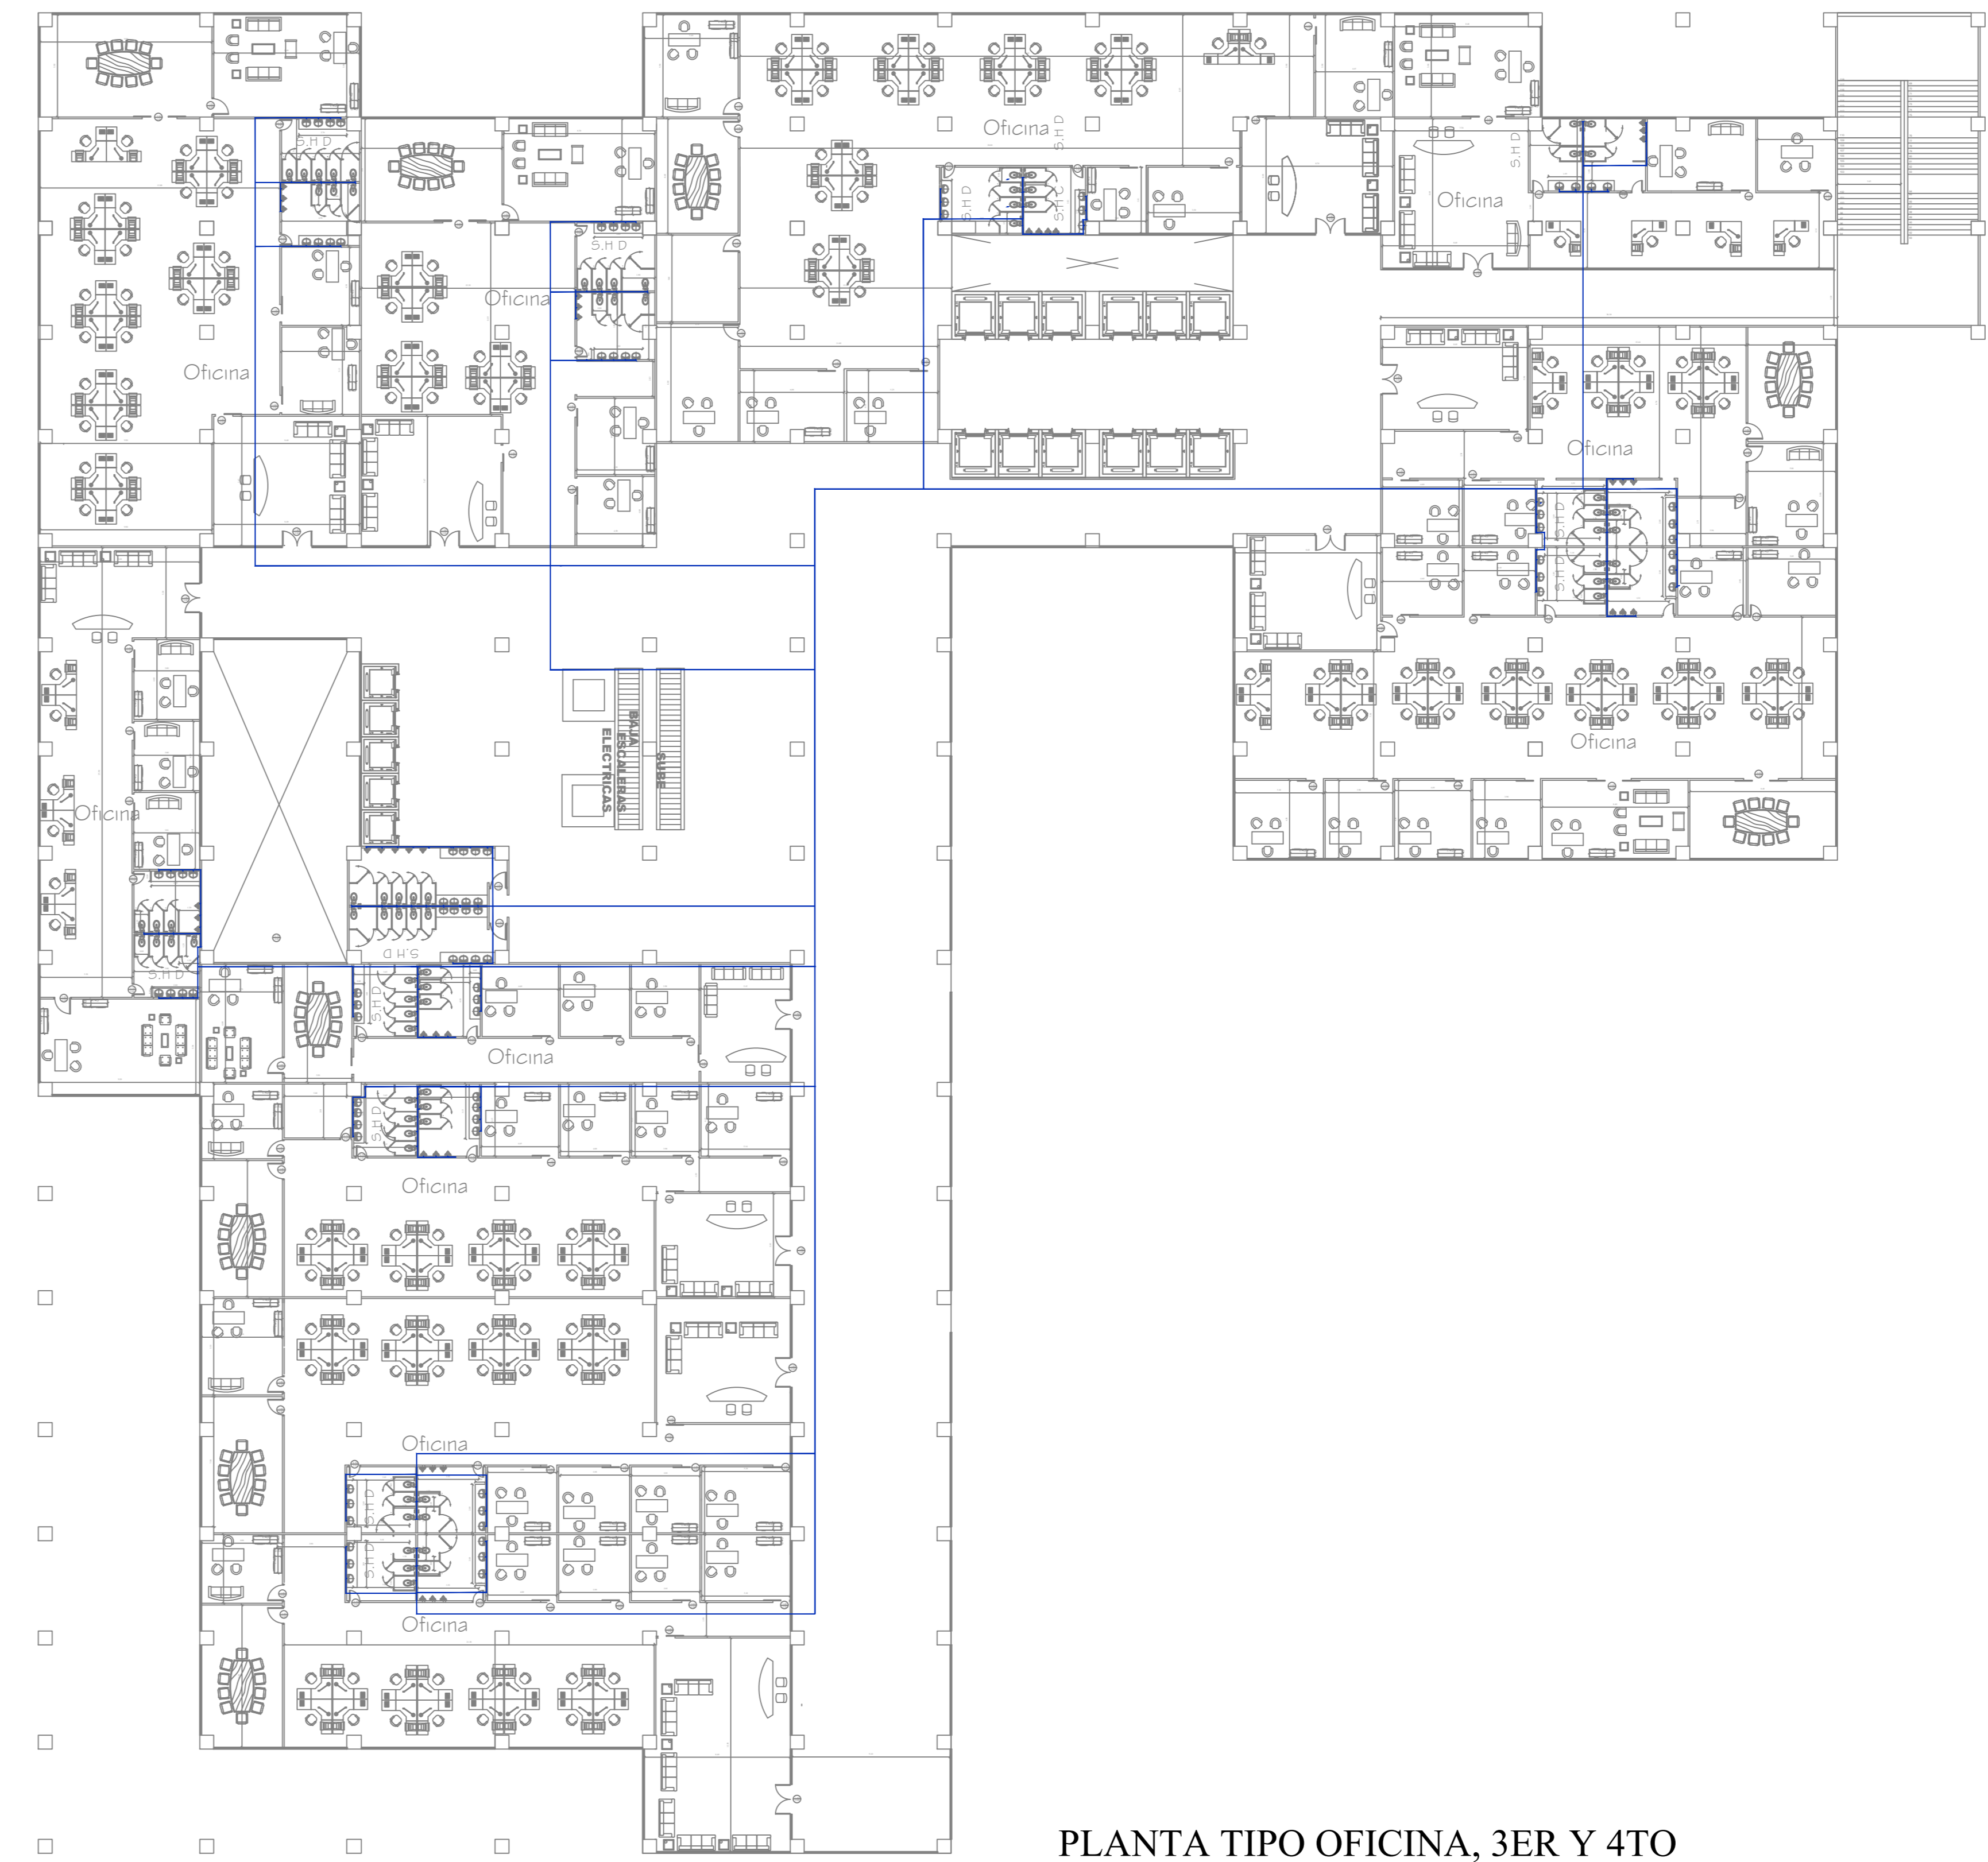 S.H D
Oficina
S.H D
S.H D
S.H.C
S.H D
Oficina
S.H D
Oficina
Oficina
Oficina
S.H D
S.H D
BAJA
ESCALERAS
ELECTRICAS
SUBE
Oficina
Oficina
S.H D
S.H D
S.H D
Oficina
S.H D
Oficina
Oficina
S.H D
S.H D
Oficina
PLANTA TIPO OFICINA, 3ER Y 4TO